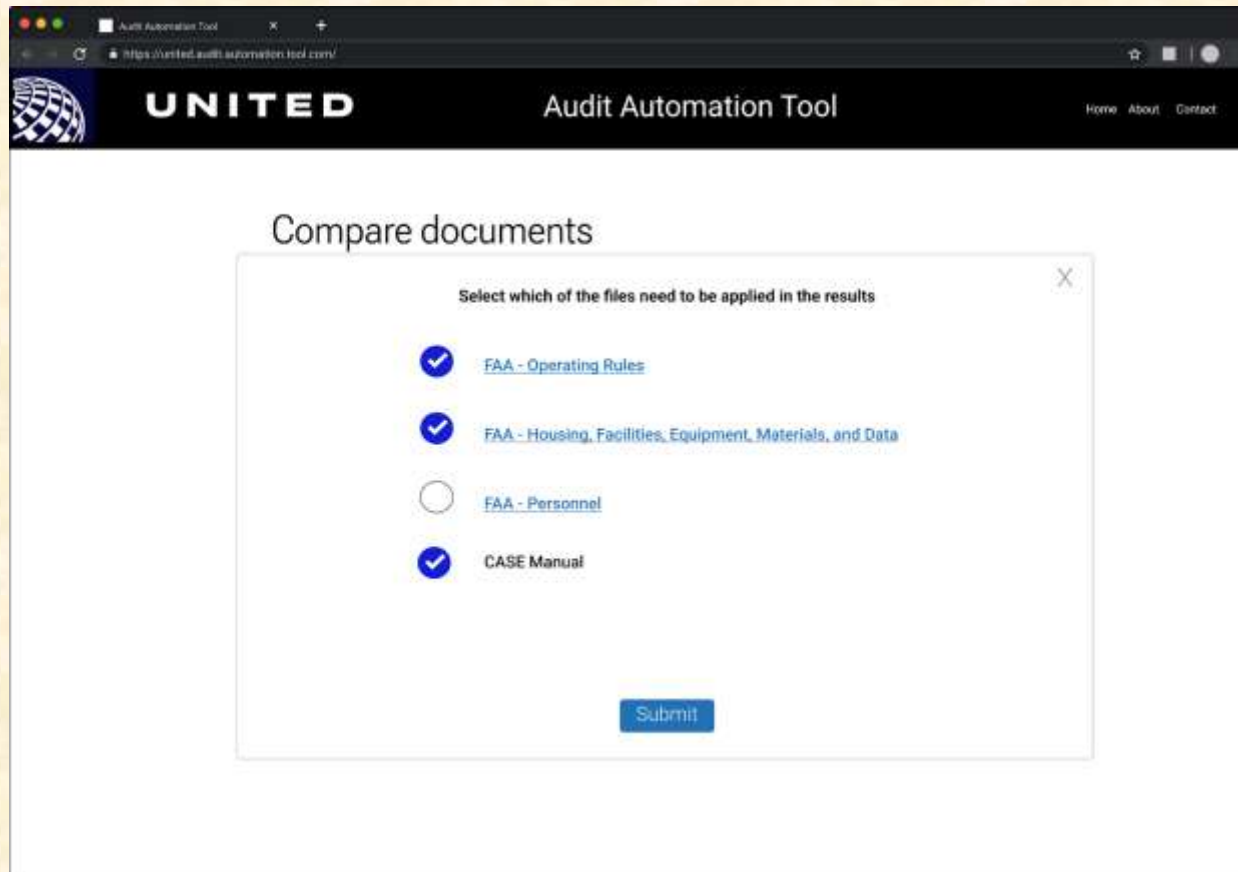 Audit Automation Tool
https://united.audit.automation.tool.com/
UNITED
Audit Automation Tool
Home About Contact
Compare documents
X
Select which of the files need to be applied in the results
FAA - Operating Rules
FAA - Housing, Facilities, Equipment, Materials, and Data
FAA - Personnel
CASE Manual
Submit